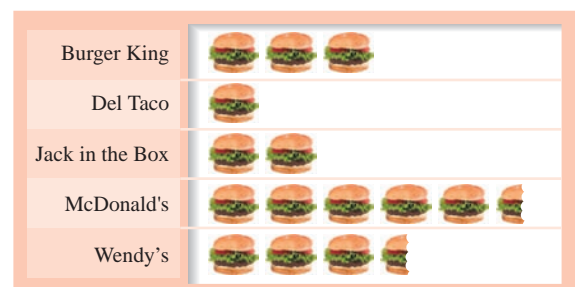 Burger King
Del Taco
Jack in the Box
McDonald's
Wendy’s